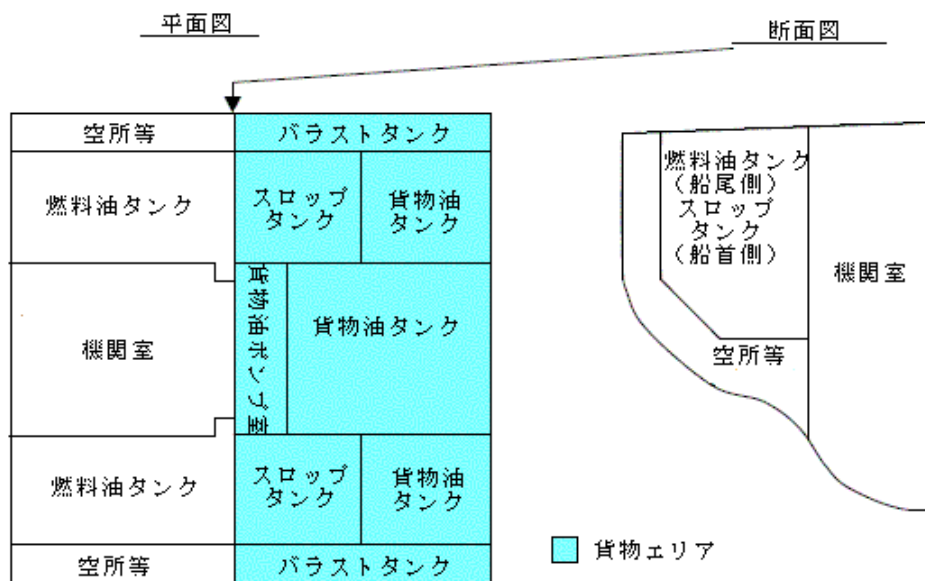 平面図
断面図
空所等
バラストタンク
燃料油タンク
スロップ
タンク
貨物油
タンク
機関室
貨物油ポンプ室
貨物油タンク
燃料油タンク
スロップ
タンク
貨物油
タンク
空所等
バラストタンク
燃料油タンク
（船尾側）
スロップ
タンク
（船首側）
機関室
空所等
貨物エリア